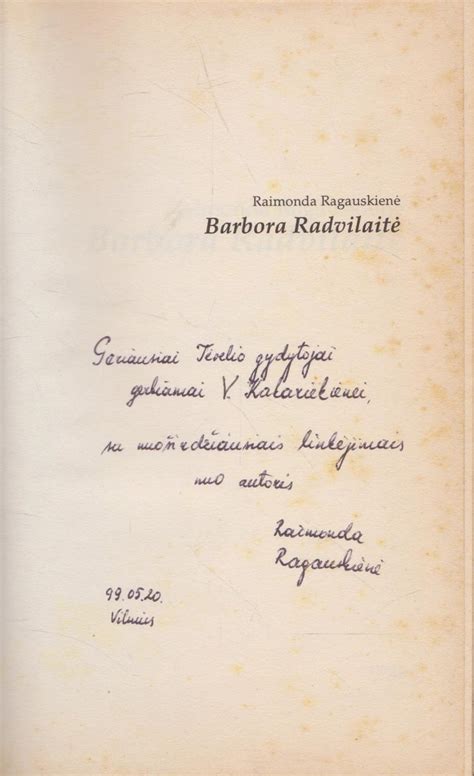 Raimonda Ragauskienė
Barbora Radvilaitė
Geriausiai Tėvelio gydytojai
gerbiamai V.
su nuoširdžiausiais linkėjimais
nuo autorės
Raimonda
Ragauskienė
99.05.20.
Vilnius